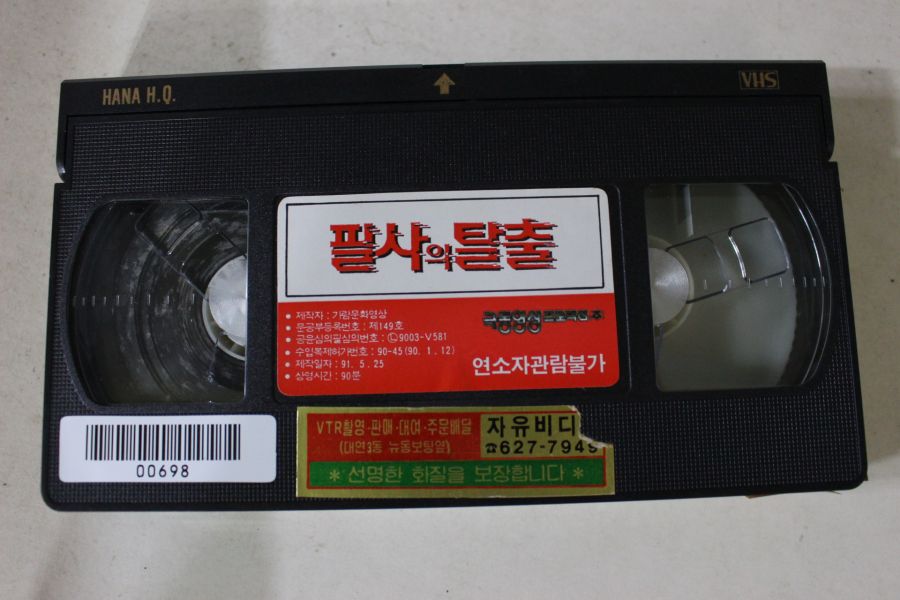 HANA H.Q.
VHS
필사의 탈출
• 제작자 : 가람문화영상
• 문공부등록번호 : 제149호
• 공윤심의필심의번호 : Ⓛ9003-V581
• 수입복제허가번호 : 90-45(90. 1. 12)
• 제작일자 : 91. 5. 25
• 상영시간 : 90분
연소자관람불가
00698
VTR촬영·판매·대여·주문배달
(대연3동 뉴동보탕옆)
자유비디
☎627-7949
* 선명한 화질을 보장합니다 *